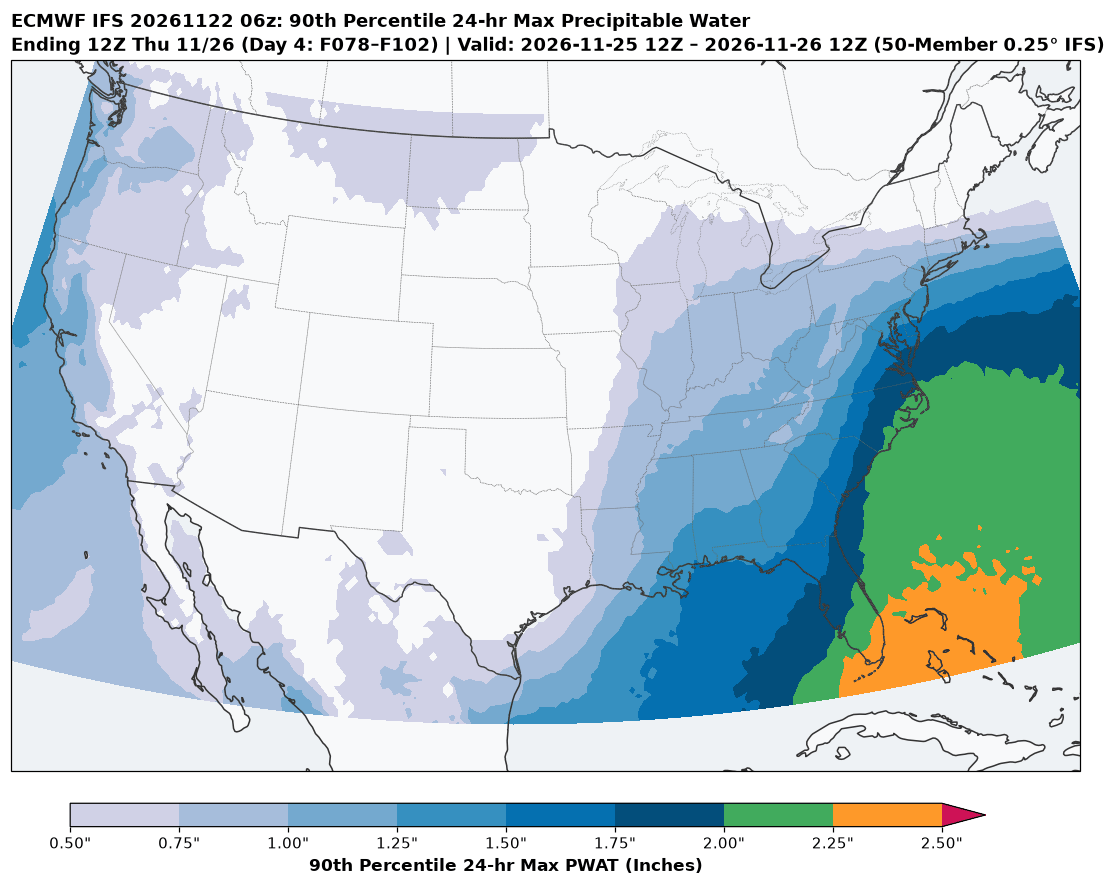 ECMWF IFS 20261122 06z: 90th Percentile 24-hr Max Precipitable Water
Ending 12Z Thu 11/26 (Day 4: F078–F102) | Valid: 2026-11-25 12Z – 2026-11-26 12Z (50-Member 0.25° IFS)
0.50" 0.75" 1.00" 1.25" 1.50" 1.75" 2.00" 2.25" 2.50"
90th Percentile 24-hr Max PWAT (Inches)